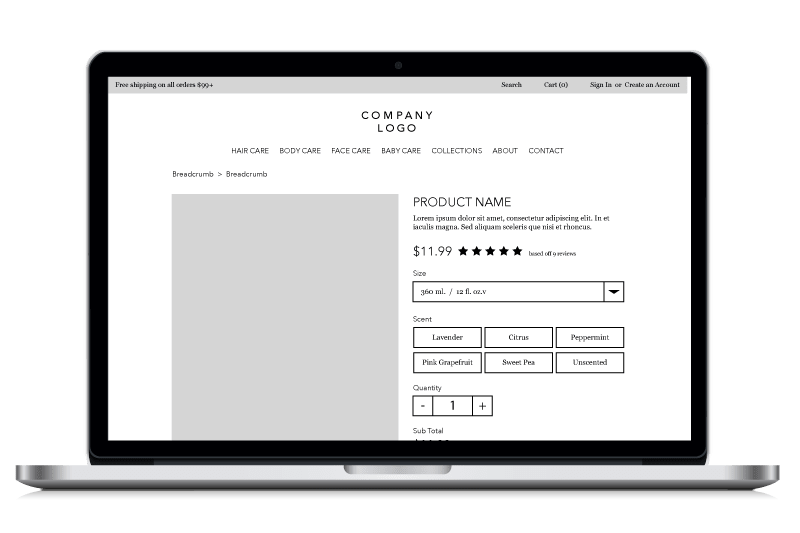 Free shipping on all orders $99+ Search Cart (0) Sign In or Create an Account
COMPANY
LOGO
HAIR CARE BODY CARE FACE CARE BABY CARE COLLECTIONS ABOUT CONTACT
Breadcrumb > Breadcrumb
PRODUCT NAME
Lorem ipsum dolor sit amet, consectetur adipiscing elit. In et
iaculis magna. Sed aliquam sceleris que nisi et rhoncus.
$11.99 ★★★★★ based off 9 reviews
Size
360 ml. / 12 fl. oz.v
Scent
Lavender Citrus Peppermint
Pink Grapefruit Sweet Pea Unscented
Quantity
- 1 +
Sub Total